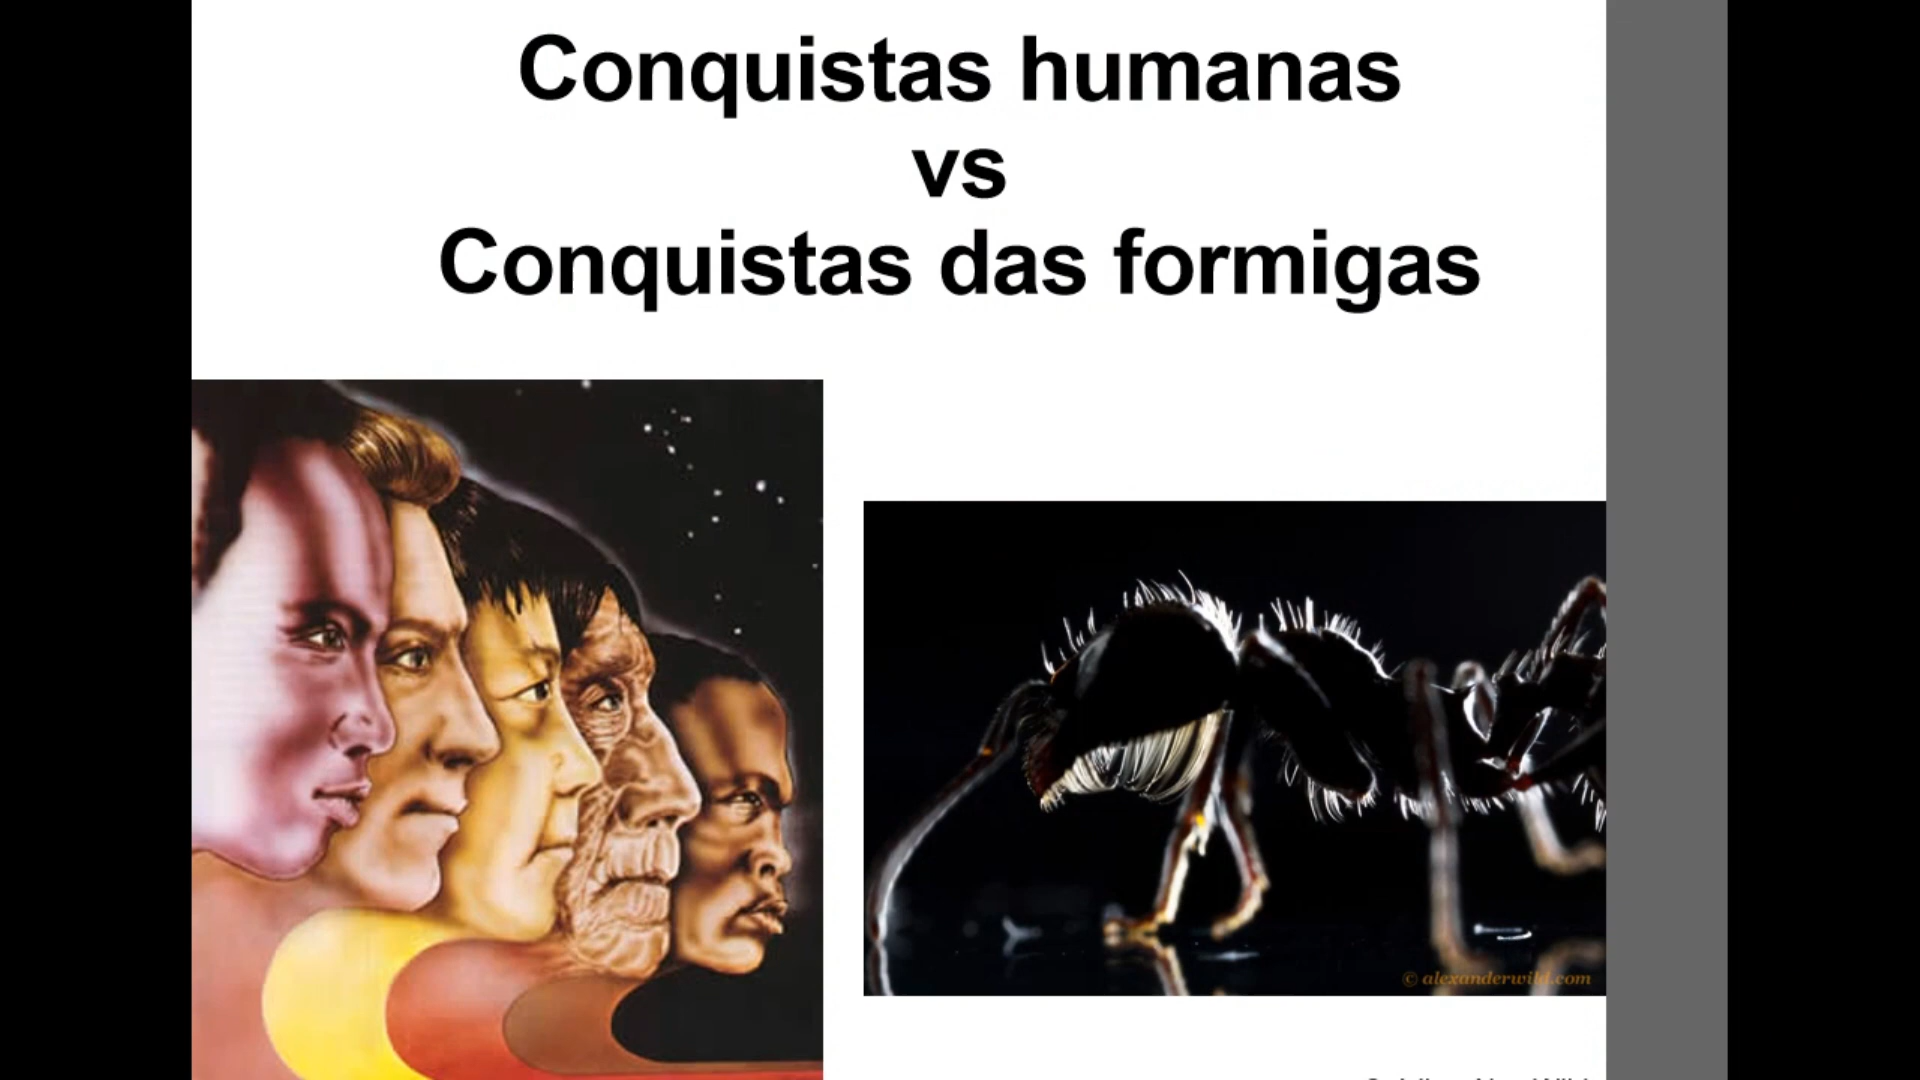 Conquistas humanas
vs
Conquistas das formigas
© alexanderwild.com